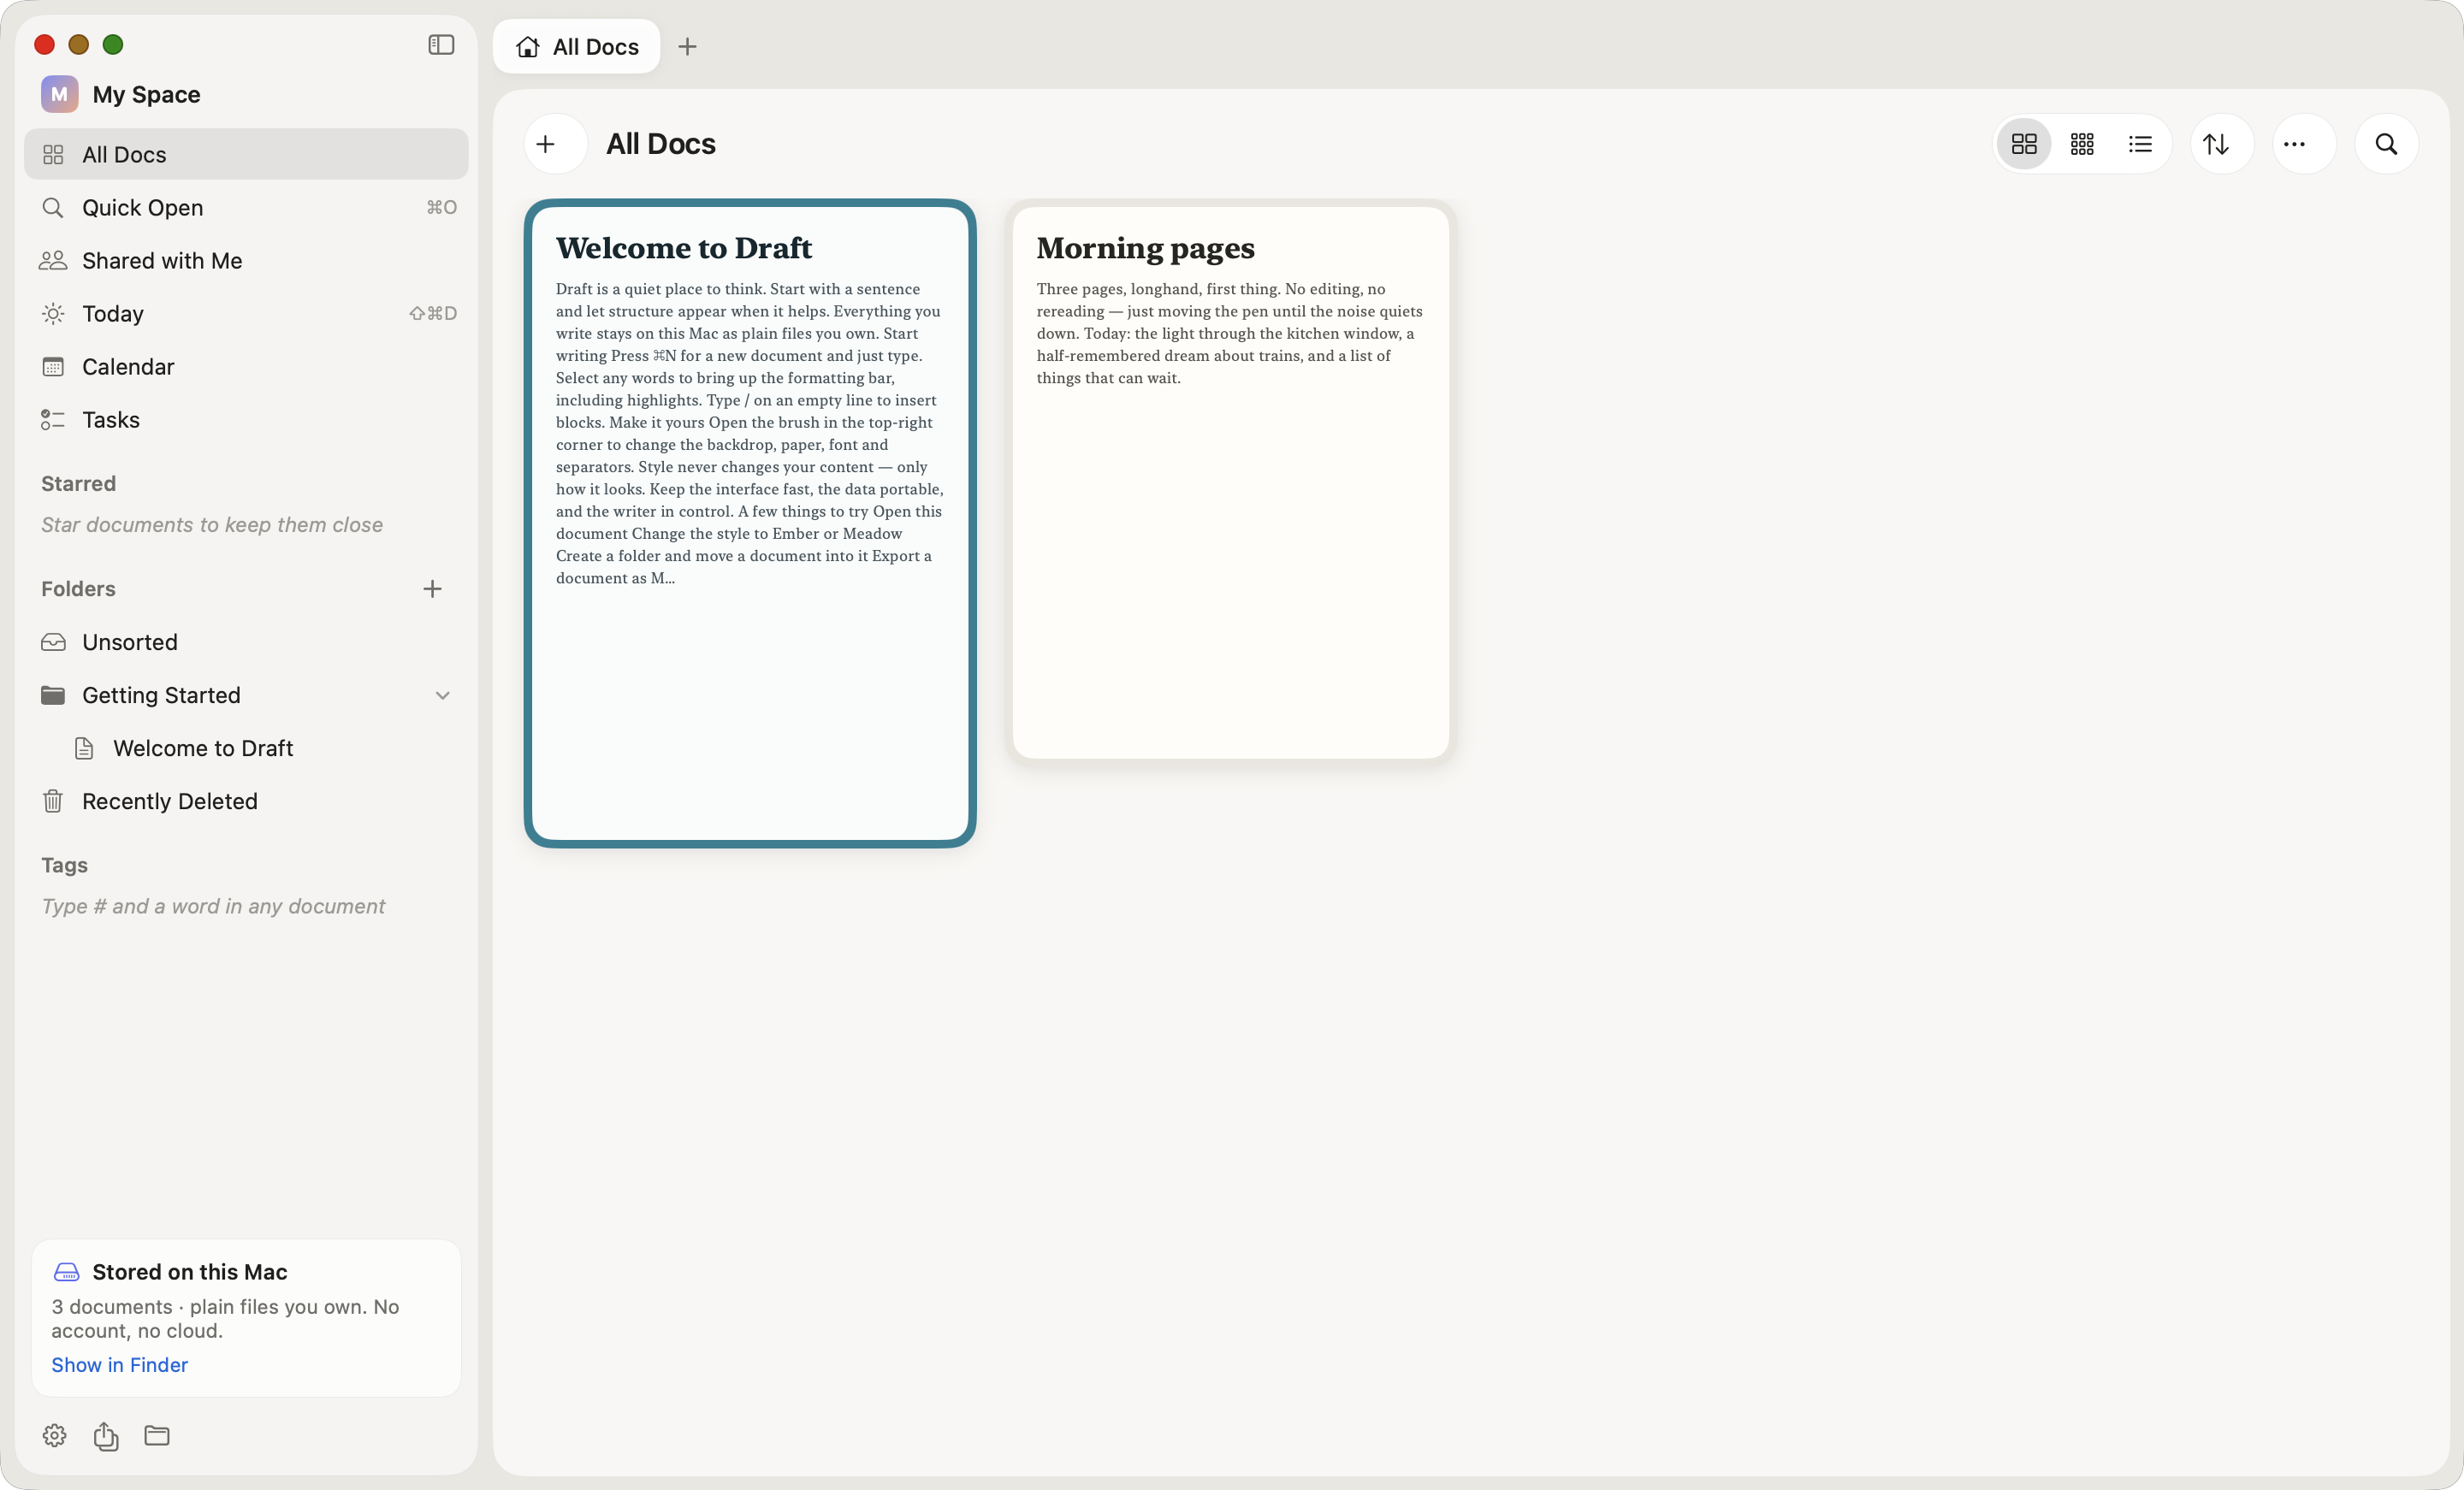 My Space
All Docs
Quick Open ⌘O
Shared with Me
Today ⇧⌘D
Calendar
Tasks
Starred
Star documents to keep them close
Folders
Unsorted
Getting Started
Welcome to Draft
Recently Deleted
Tags
Type # and a word in any document
Stored on this Mac
3 documents · plain files you own. No
account, no cloud.
Show in Finder
All Docs
All Docs
Welcome to Draft
Draft is a quiet place to think. Start with a sentence
and let structure appear when it helps. Everything you
write stays on this Mac as plain files you own. Start
writing Press ⌘N for a new document and just type.
Select any words to bring up the formatting bar,
including highlights. Type / on an empty line to insert
blocks. Make it yours Open the brush in the top-right
corner to change the backdrop, paper, font and
separators. Style never changes your content — only
how it looks. Keep the interface fast, the data portable,
and the writer in control. A few things to try Open this
document Change the style to Ember or Meadow
Create a folder and move a document into it Export a
document as M...
Morning pages
Three pages, longhand, first thing. No editing, no
rereading — just moving the pen until the noise quiets
down. Today: the light through the kitchen window, a
half-remembered dream about trains, and a list of
things that can wait.